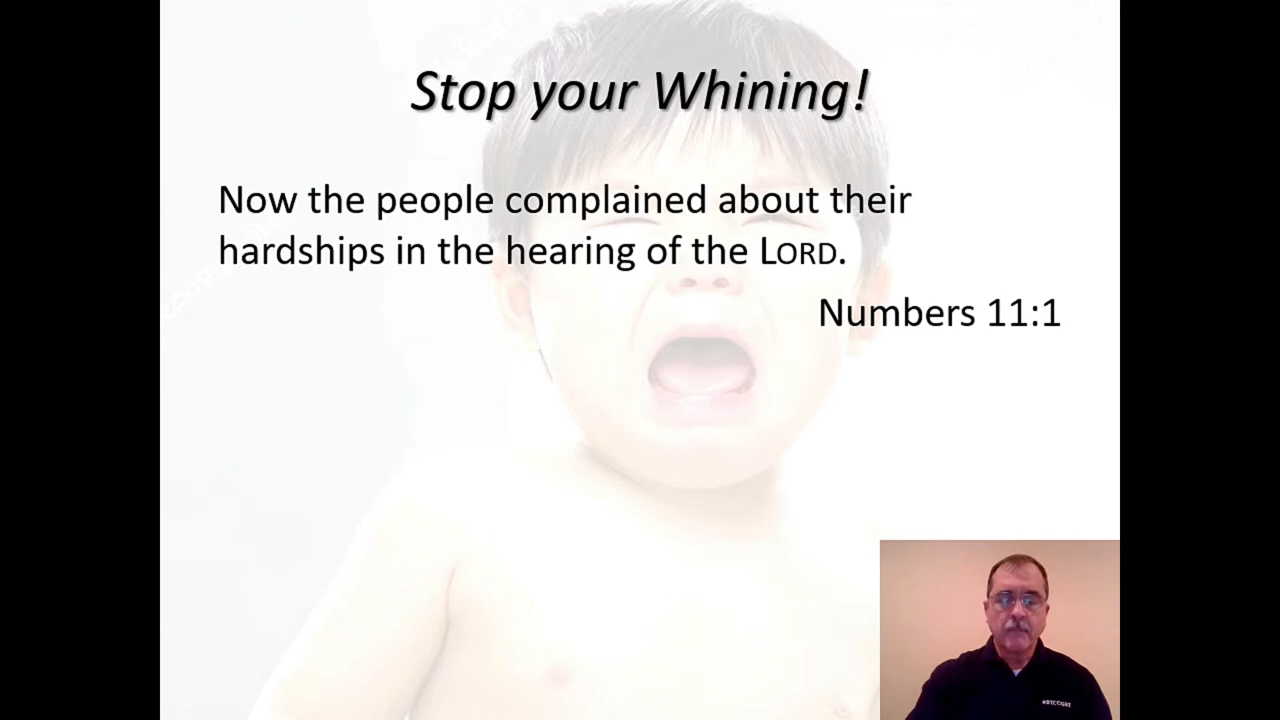 Stop your Whining!
Now the people complained about their
hardships in the hearing of the LORD.
Numbers 11:1